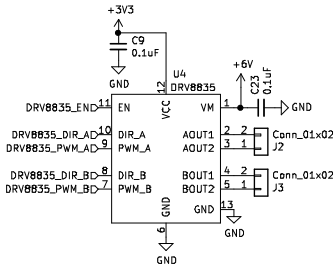 +3V3
C9
0.1uF
GND
+6V
C23
0.1uF
GND
U4
DRV8835
12
VCC
DRV8835_EN 11 EN
VM 1
DRV8835_DIR_A 10 DIR_A
AOUT1 2 2 Conn_01x02
DRV8835_PWM_A 9 PWM_A
AOUT2 3 1 J2
DRV8835_DIR_B 8 DIR_B
BOUT1 4 2 Conn_01x02
DRV8835_PWM_B 7 PWM_B
BOUT2 5 1 J3
GND
GND 13
6
GND
GND